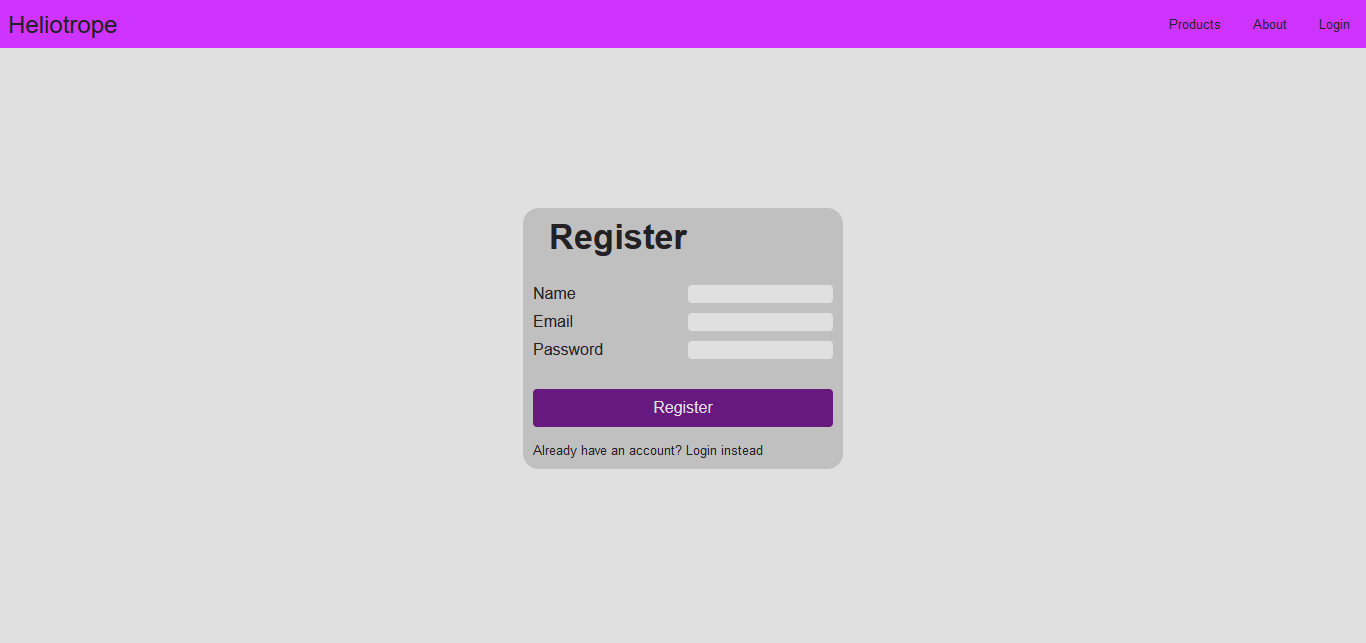 Heliotrope Products About Login
Register
Name
Email
Password
Register
Already have an account? Login instead